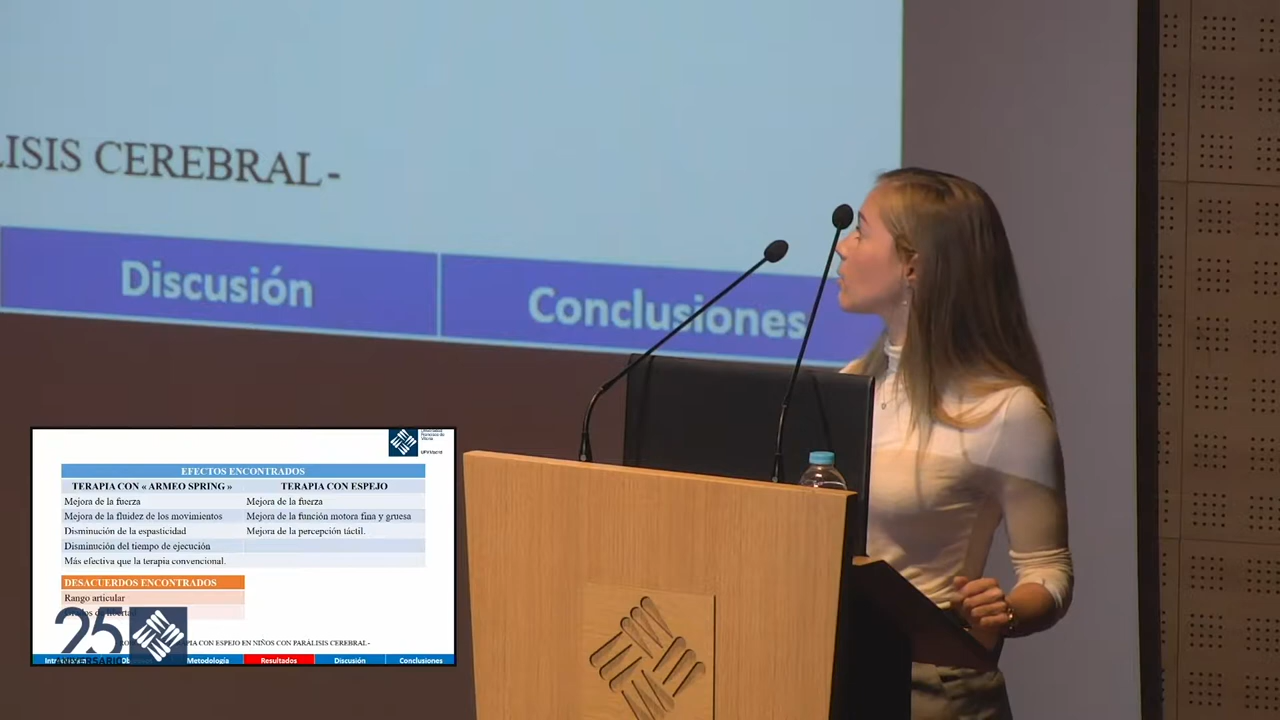 LISIS CEREBRAL-
Discusión
Conclusiones
UFV Madrid
EFECTOS ENCONTRADOS
TERAPIA CON « ARMEO SPRING » TERAPIA CON ESPEJO
Mejora de la fuerza Mejora de la fuerza
Mejora de la fluidez de los movimientos Mejora de la función motora fina y gruesa
Disminución de la espasticidad Mejora de la percepción táctil.
Disminución del tiempo de ejecución
Más efectiva que la terapia convencional.
DESACUERDOS ENCONTRADOS
Rango articular
25
ANIVERSARIO
CON ESPEJO EN NIÑOS CON PARÁLISIS CEREBRAL-
Metodología Resultados Discusión Conclusiones